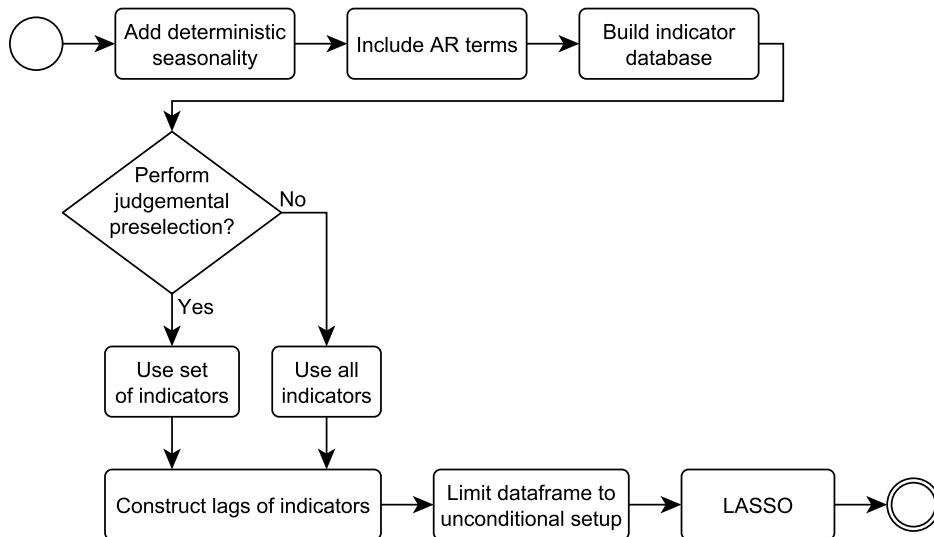 Add deterministic
seasonality
Include AR terms
Build indicator
database
Perform
judgemental
preselection?
No
Yes
Use set
of indicators
Use all
indicators
Construct lags of indicators
Limit dataframe to
unconditional setup
LASSO